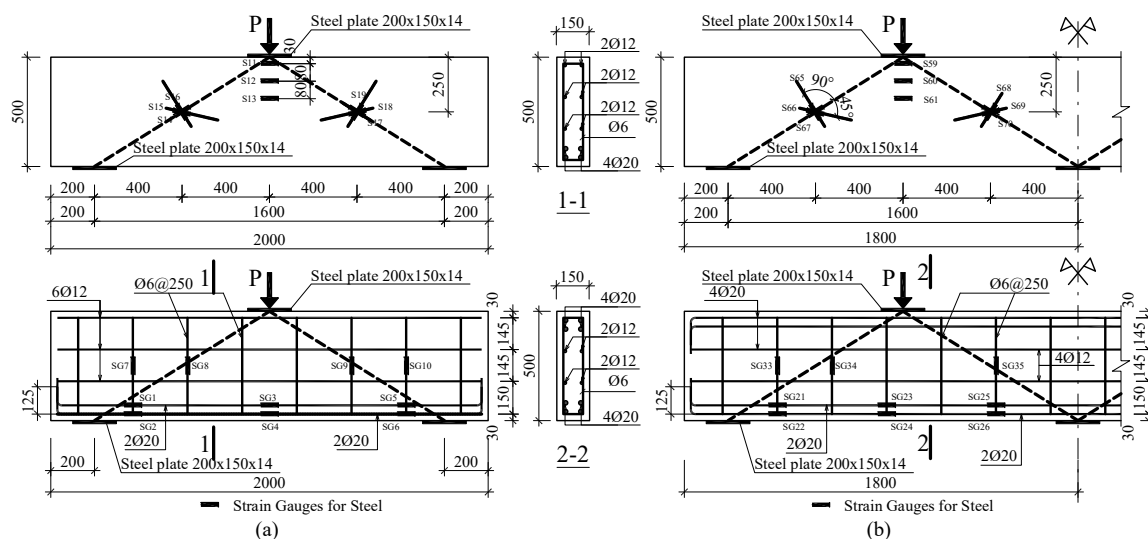 P
Steel plate 200x150x14
30
80
80
S11
S12
S13
S16
S15
S14
S19
S18
S17
250
500
Steel plate 200x150x14
200 400 400 400 400 200
200 1600 200
2000
150
2Ø12
2Ø12
2Ø12
Ø6
4Ø20
500
1-1
P
Steel plate 200x150x14
S59
S60
S61
S65
S66
S67
90°
45°
S68
S69
S70
250
500
Steel plate 200x150x14
200 400 400 400 400
200 1600
1800
1
P
Steel plate 200x150x14
6Ø12
Ø6@250
SG7
SG8
SG9
SG10
SG1
SG3
SG5
SG2
SG4
SG6
125
2Ø20
2Ø20
1
30
145
145
150
30
500
Steel plate 200x150x14
200
200
2000
150
4Ø20
2Ø12
2Ø12
Ø6
4Ø20
2-2
P
Steel plate 200x150x14
2
4Ø20
Ø6@250
SG33
SG34
SG35
4Ø12
SG21
SG23
SG25
SG22
SG24
SG26
125
2Ø20
2Ø20
2
30
145
145
150
30
Steel plate 200x150x14
1800
Strain Gauges for Steel
Strain Gauges for Steel
(a)
(b)